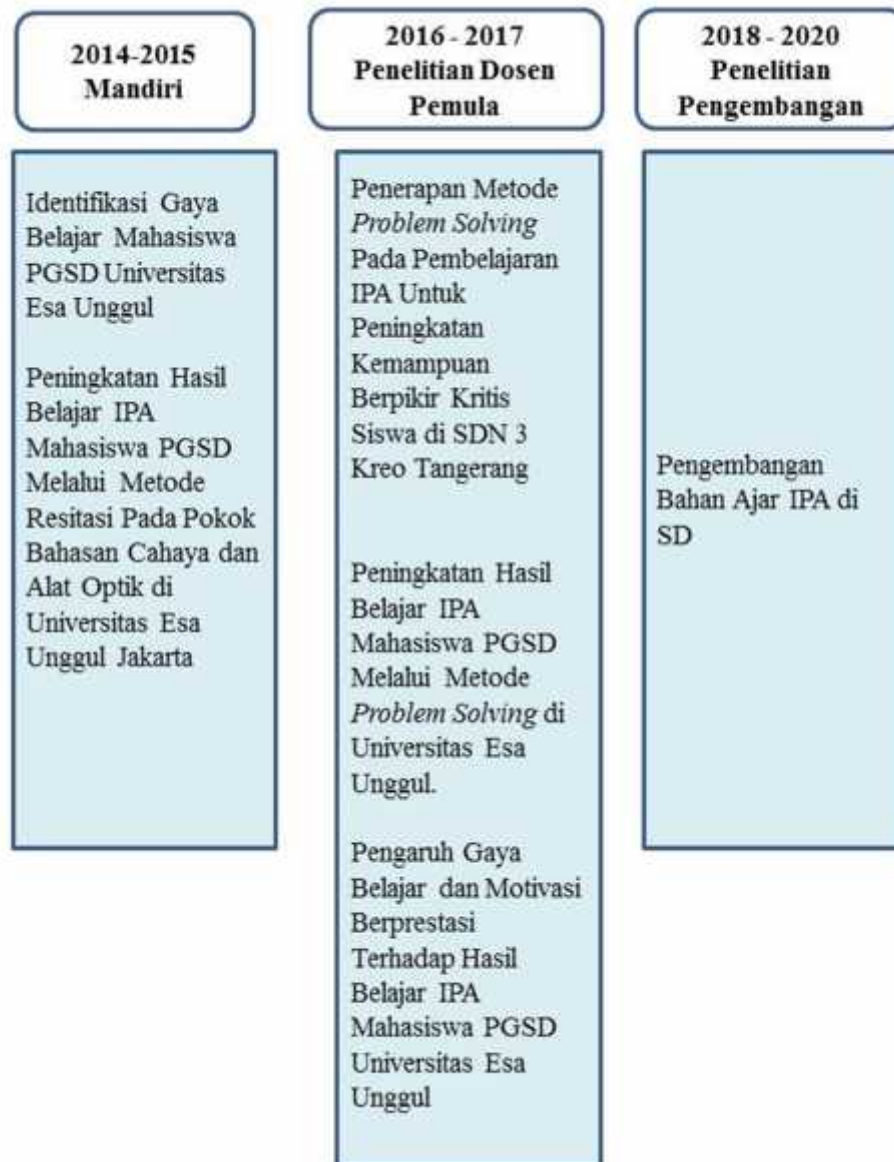 2014-2015
Mandiri
2016 - 2017
Penelitian Dosen
Pemula
2018 - 2020
Penelitian
Pengembangan
Identifikasi Gaya
Belajar Mahasiswa
PGSD Universitas
Esa Unggul
Peningkatan Hasil
Belajar IPA
Mahasiswa PGSD
Melalui Metode
Resitasi Pada Pokok
Bahasan Cahaya dan
Alat Optik di
Universitas Esa
Unggul Jakarta
Penerapan Metode
Problem Solving
Pada Pembelajaran
IPA Untuk
Peningkatan
Kemampuan
Berpikir Kritis
Siswa di SDN 3
Kreo Tangerang
Peningkatan Hasil
Belajar IPA
Mahasiswa PGSD
Melalui Metode
Problem Solving di
Universitas Esa
Unggul.
Pengaruh Gaya
Belajar dan Motivasi
Berprestasi
Terhadap Hasil
Belajar IPA
Mahasiswa PGSD
Universitas Esa
Unggul
Pengembangan
Bahan Ajar IPA di
SD